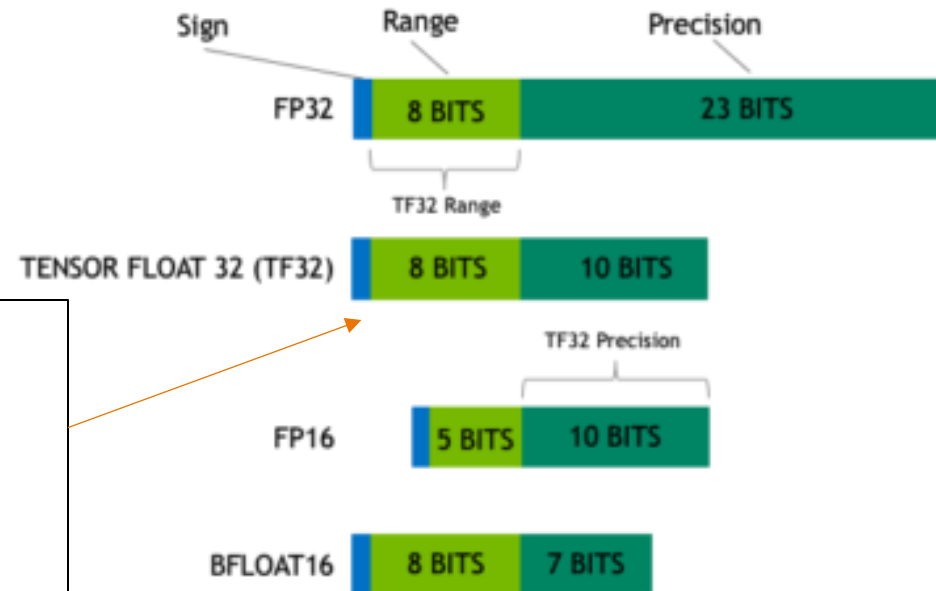 Sign Range Precision
FP32 8 BITS 23 BITS
TF32 Range
TENSOR FLOAT 32 (TF32) 8 BITS 10 BITS
TF32 Precision
FP16 5 BITS 10 BITS
BFLOAT16 8 BITS 7 BITS